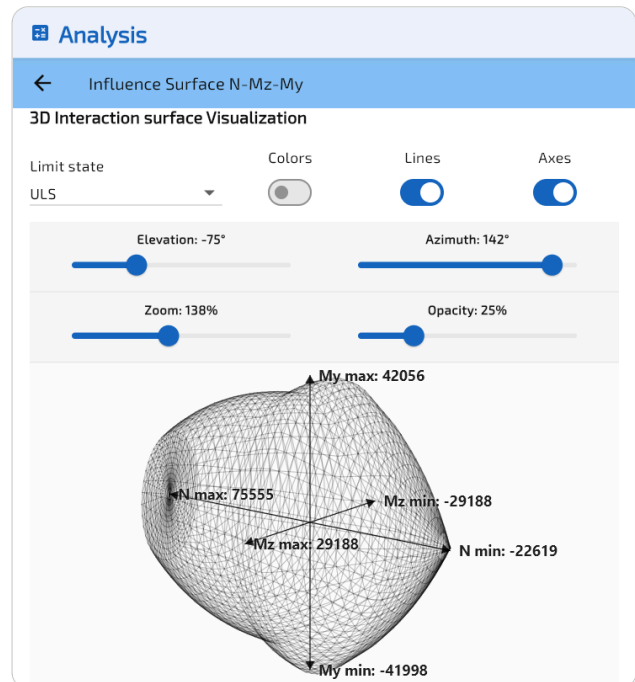 Analysis
Influence Surface N-Mz-My
3D Interaction surface Visualization
Limit state
ULS
Colors
Lines
Axes
Elevation: -75°
Azimuth: 142°
Zoom: 138%
Opacity: 25%
My max: 42056
N max: 75555
Mz min: -29188
Mz max: 29188
N min: -22619
My min: -41998